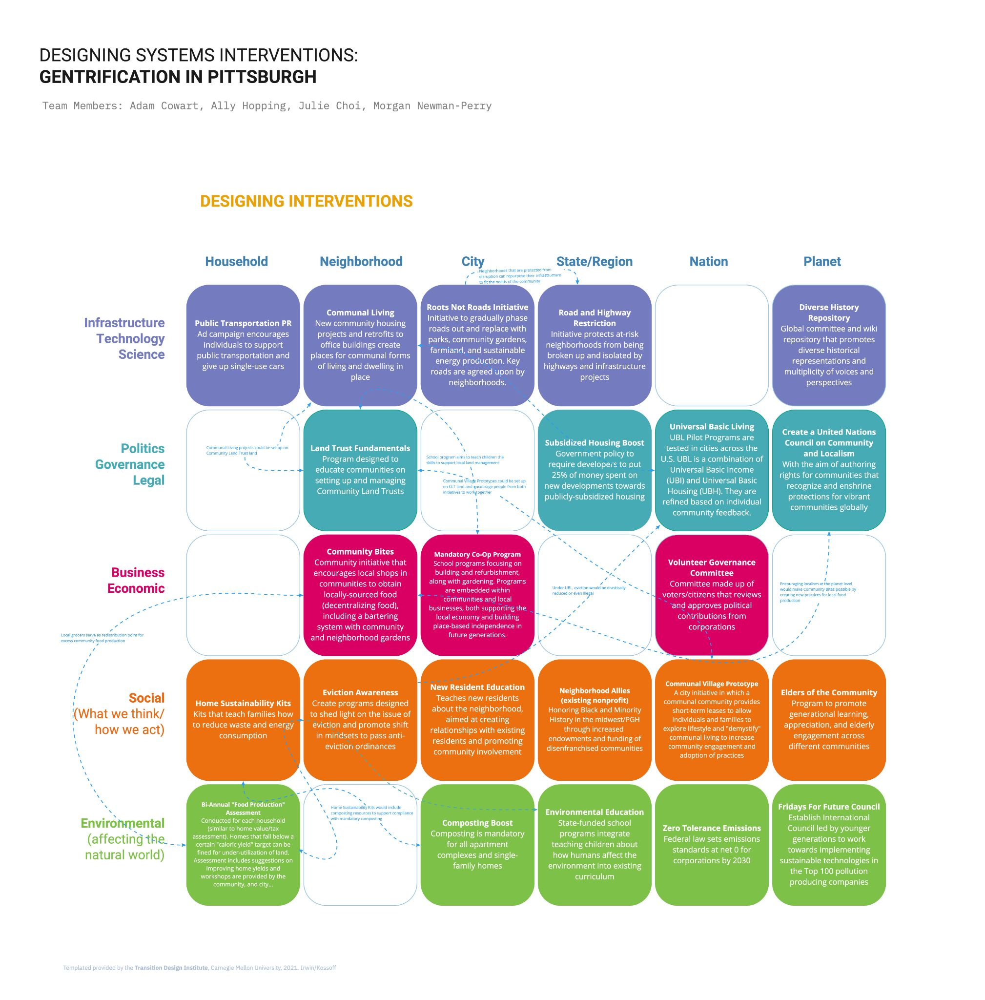 DESIGNING SYSTEMS INTERVENTIONS:
GENTRIFICATION IN PITTSBURGH
Team Members: Adam Cowart, Ally Hopping, Julie Choi, Morgan Newman-Perry
DESIGNING INTERVENTIONS
Household
Neighborhood
City
State/Region
Nation
Planet
Neighborhoods that are protected from
disruption can repurpose their infrastructure
to fit the needs of the community
Infrastructure
Technology
Science
Public Transportation PR
Ad campaign encourages
individuals to support
public transportation and
give up single-use cars
Communal Living
New community housing
projects and retrofits to
office buildings create
places for communal forms
of living and dwelling in
place
Roots Not Roads Initiative
Initiative to gradually phase
roads out and replace with
parks, community gardens,
farmland, and sustainable
energy production. Key
roads are agreed upon by
neighborhoods.
Road and Highway
Restriction
Initiative protects at-risk
neighborhoods from being
broken up and isolated by
highways and infrastructure
projects
Diverse History
Repository
Global committee and wiki
repository that promotes
diverse historical
representations and
multiplicity of voices and
perspectives
Politics
Governance
Legal
Communal Living projects could be set up on
Community Land Trust land
Land Trust Fundamentals
Program designed to
educate communities on
setting up and managing
Community Land Trusts
School program aims to teach children the
skills to support local land management
Communal Village Prototypes could be set up
on CLT land and encourage people from both
initiatives to work together
Subsidized Housing Boost
Government policy to
require developers to put
25% of money spent on
new developments towards
publicly-subsidized housing
Universal Basic Living
UBL Pilot Programs are
tested in cities across the
U.S. UBL is a combination of
Universal Basic Income
(UBI) and Universal Basic
Housing (UBH). They are
refined based on individual
community feedback.
Create a United Nations
Council on Community
and Localism
With the aim of authoring
rights for communities that
recognize and enshrine
protections for vibrant
communities globally
Business
Economic
Community Bites
Community initiative that
encourages local shops in
communities to obtain
locally-sourced food
(decentralizing food),
including a bartering
system with community
and neighborhood gardens
Mandatory Co-Op Program
School programs focusing on
building and refurbishment,
along with gardening. Programs
are embedded within
communities and local
businesses, both supporting the
local economy and building
place-based independence in
future generations.
Under UBL, eviction would be drastically
reduced or even illegal
Volunteer Governance
Committee
Committee made up of
voters/citizens that reviews
and approves political
contributions from
corporations
Encouraging localism at the planet level
would make Community Bites possible by
creating new practices for local food
production
Local grocers serve as redistribution point for
excess community food production
Social
(What we think/
how we act)
Home Sustainability Kits
Kits that teach families how
to reduce waste and energy
consumption
Eviction Awareness
Create programs designed
to shed light on the issue of
eviction and promote shift
in mindsets to pass anti-
eviction ordinances
New Resident Education
Teaches new residents
about the neighborhood,
aimed at creating
relationships with existing
residents and promoting
community involvement
Neighborhood Allies
(existing nonprofit)
Honoring Black and Minority
History in the midwest/PGH
through increased
endowments and funding of
disenfranchised communities
Communal Village Prototype
A city initiative in which a
communal community provides
short-term leases to allow
individuals and families to
explore lifestyle and "demystify"
communal living to increase
community engagement and
adoption of practices
Elders of the Community
Program to promote
generational learning,
appreciation, and elderly
engagement across
different communities
Environmental
(affecting the
natural world)
Bi-Annual "Food Production"
Assessment
Conducted for each household
(similar to home value/tax
assessment). Homes that fall below a
certain "caloric yield" target can be
fined for under-utilization of land.
Assessment includes suggestions on
improving home yields and
workshops are provided by the
community, and city...
Home Sustainability Kits would include
composting resources to support compliance
with mandatory composting
Composting Boost
Composting is mandatory
for all apartment
complexes and single-
family homes
Environmental Education
State-funded school
programs integrate
teaching children about
how humans affect the
environment into existing
curriculum
Zero Tolerance Emissions
Federal law sets emissions
standards at net 0 for
corporations by 2030
Fridays For Future Council
Establish International
Council led by younger
generations to work
towards implementing
sustainable technologies in
the Top 100 pollution
producing companies
Templated provided by the Transition Design Institute, Carnegie Mellon University, 2021. Irwin/Kossoff